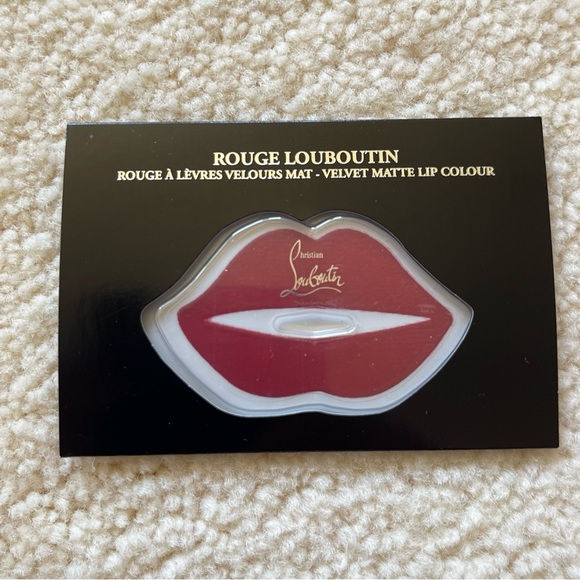 ROUGE LOUBOUTIN
ROUGE À LÈVRES VELOURS MAT - VELVET MATTE LIP COLOUR
Christian
Louboutin